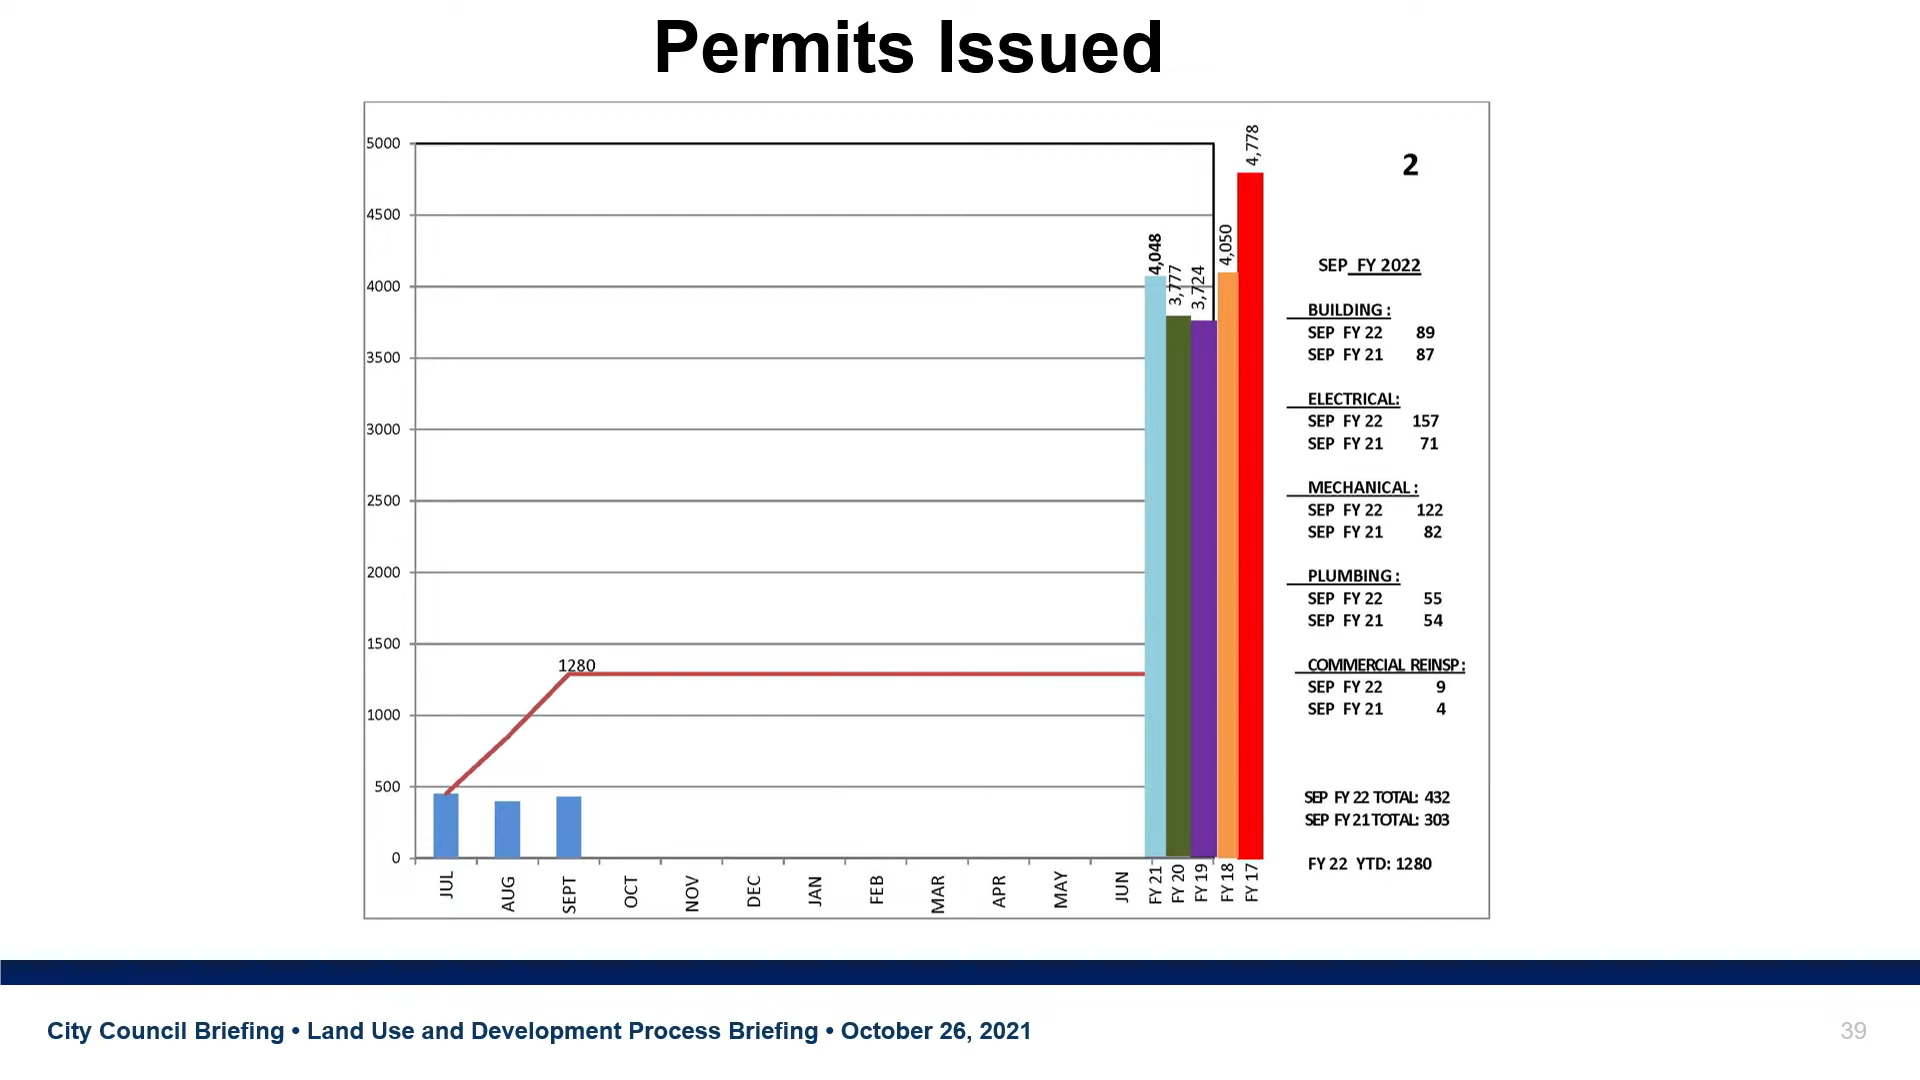 Permits Issued
5000
4500
4000
3500
3000
2500
2000
1500
1000
500
0
1280
4,048
3,777
3,724
4,050
4,778
JUL
AUG
SEPT
OCT
NOV
DEC
JAN
FEB
MAR
APR
MAY
JUN
FY 21
FY 20
FY 19
FY 18
FY 17
2
SEP FY 2022
BUILDING :
SEP FY 22 89
SEP FY 21 87
ELECTRICAL:
SEP FY 22 157
SEP FY 21 71
MECHANICAL :
SEP FY 22 122
SEP FY 21 82
PLUMBING :
SEP FY 22 55
SEP FY 21 54
COMMERCIAL REINSP :
SEP FY 22 9
SEP FY 21 4
SEP FY 22 TOTAL: 432
SEP FY 21 TOTAL: 303
FY 22 YTD: 1280
City Council Briefing • Land Use and Development Process Briefing • October 26, 2021
39